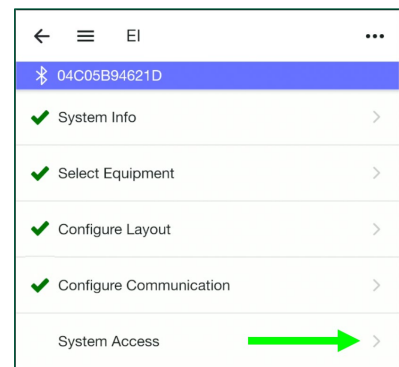 EI
04C05B94621D
System Info
Select Equipment
Configure Layout
Configure Communication
System Access